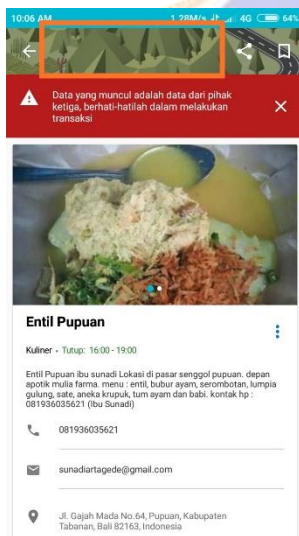 10:06 AM 1.28M/s 4G 64%
Data yang muncul adalah data dari pihak
ketiga, berhati-hatilah dalam melakukan
transaksi
Entil Pupuan
Kuliner - Tutup: 16:00 - 19:00
Entil Pupuan ibu sunadi Lokasi di pasar senggol pupuan. depan
apotik mulia farma. menu : entil, bubur ayam, serombotan, lumpia
gulung, sate, aneka krupuk, tum ayam dan babi. kontak hp :
081936035621 (Ibu Sunadi)
081936035621
sunadiartagede@gmail.com
Jl. Gajah Mada No.64, Pupuan, Kabupaten
Tabanan, Bali 82163, Indonesia